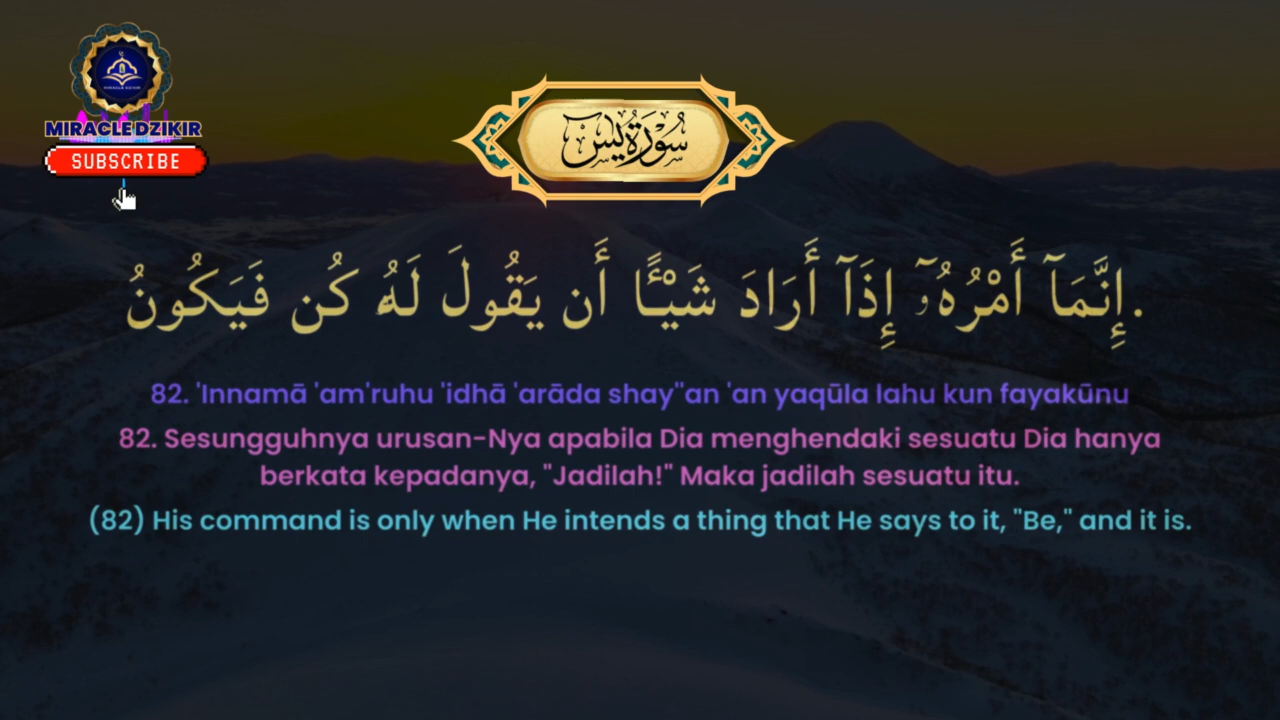 MIRACLE DZIKIR
SUBSCRIBE
سُورَةُ يٰسٓ
.إِنَّمَآ أَمْرُهُۥٓ إِذَآ أَرَادَ شَيْـًٔا أَن يَقُولَ لَهُۥ كُن فَيَكُونُ
82. 'Innamā 'am'ruhu 'idhā 'arāda shay''an 'an yaqūla lahu kun fayakūnu
82. Sesungguhnya urusan-Nya apabila Dia menghendaki sesuatu Dia hanya
berkata kepadanya, "Jadilah!" Maka jadilah sesuatu itu.
(82) His command is only when He intends a thing that He says to it, "Be," and it is.